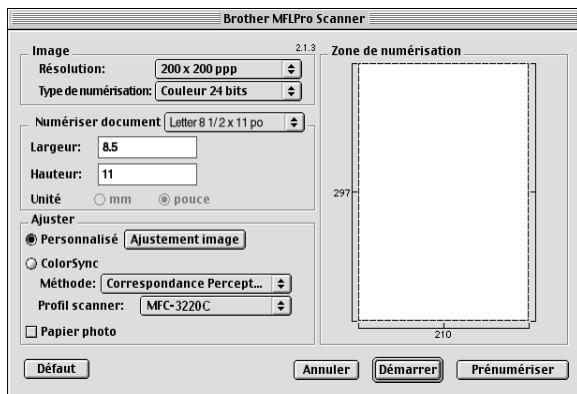 Brother MFLPro Scanner
Image
2.1.3
Résolution: 200 x 200 ppp
Type de numérisation: Couleur 24 bits
Numériser document Letter 8 1/2 x 11 po
Largeur: 8.5
Hauteur: 11
Unité mm pouce
Ajuster
Personnalisé Ajustement image
ColorSync
Méthode: Correspondance Percept...
Profil scanner: MFC-3220C
Papier photo
Zone de numérisation
297
210
Défaut
Annuler
Démarrer
Prénumériser